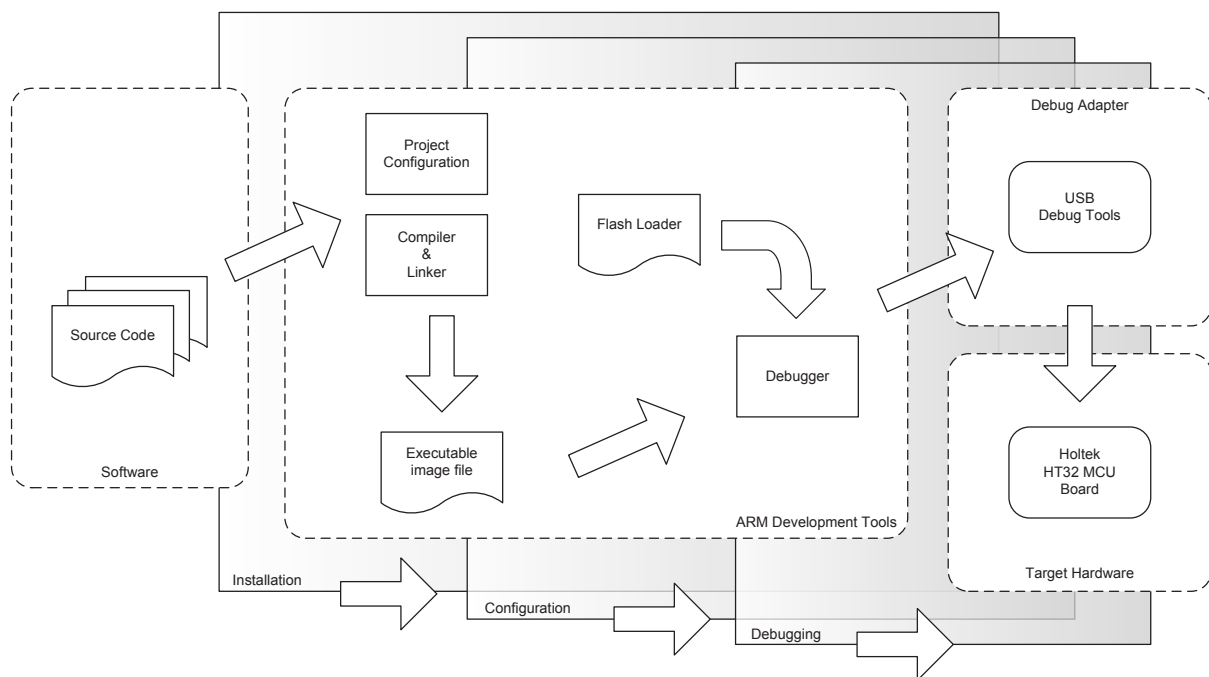 Debug Adapter
Project
Configuration
USB
Debug Tools
Flash Loader
Compiler
&
Linker
Source Code
Debugger
Executable
image file
Holtek
HT32 MCU
Board
Software
ARM Development Tools
Target Hardware
Installation
Configuration
Debugging